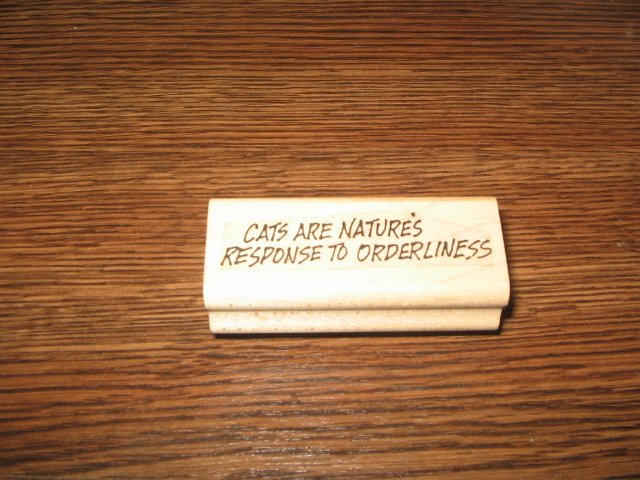 CATS ARE NATURE'S
RESPONSE TO ORDERLINESS